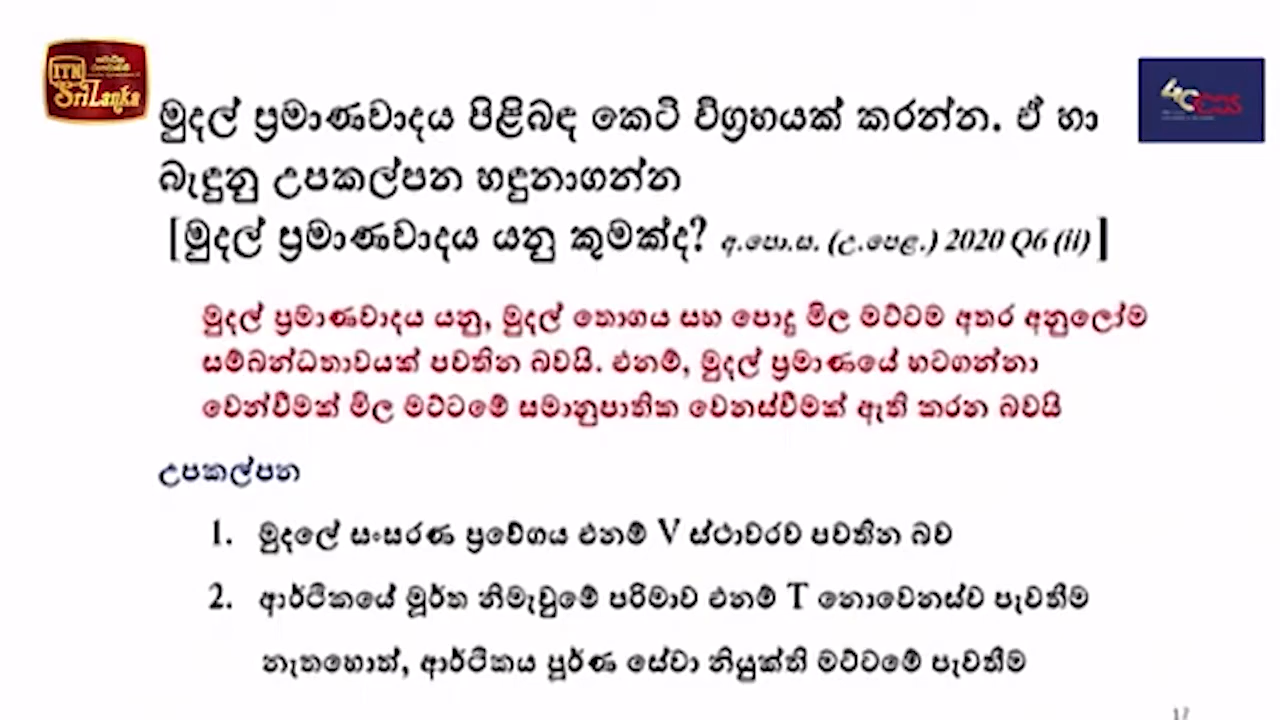 ITN
SriLanka
මුදල් ප්‍රමාණවාදය පිළිබඳ කෙටි විග්‍රහයක් කරන්න. ඒ හා
බැඳුනු උපකල්පන හඳුනාගන්න
[මුදල් ප්‍රමාණවාදය යනු කුමක්ද? අ.පො.ස. (උ.පෙළ.) 2020 Q6 (ii)]
මුදල් ප්‍රමාණවාදය යනු, මුදල් තොගය සහ පොදු මිල මට්ටම අතර අනුලෝම
සම්බන්ධතාවයක් පවතින බවයි. එනම්, මුදල් ප්‍රමාණයේ හටගන්නා
වෙන්වීමක් මිල මට්ටමේ සමානුපාතික වෙනස්වීමක් ඇති කරන බවයි
උපකල්පන
1. මුදලේ සංසරණ ප්‍රවේගය එනම් V ස්ථාවරව පවතින බව
2. ආර්ථිකයේ මූර්ත නිමැවුමේ පරිමාව එනම් T නොවෙනස්ව පැවතීම
නැතහොත්, ආර්ථිකය පූර්ණ සේවා නියුක්ති මට්ටමේ පැවතීම
17